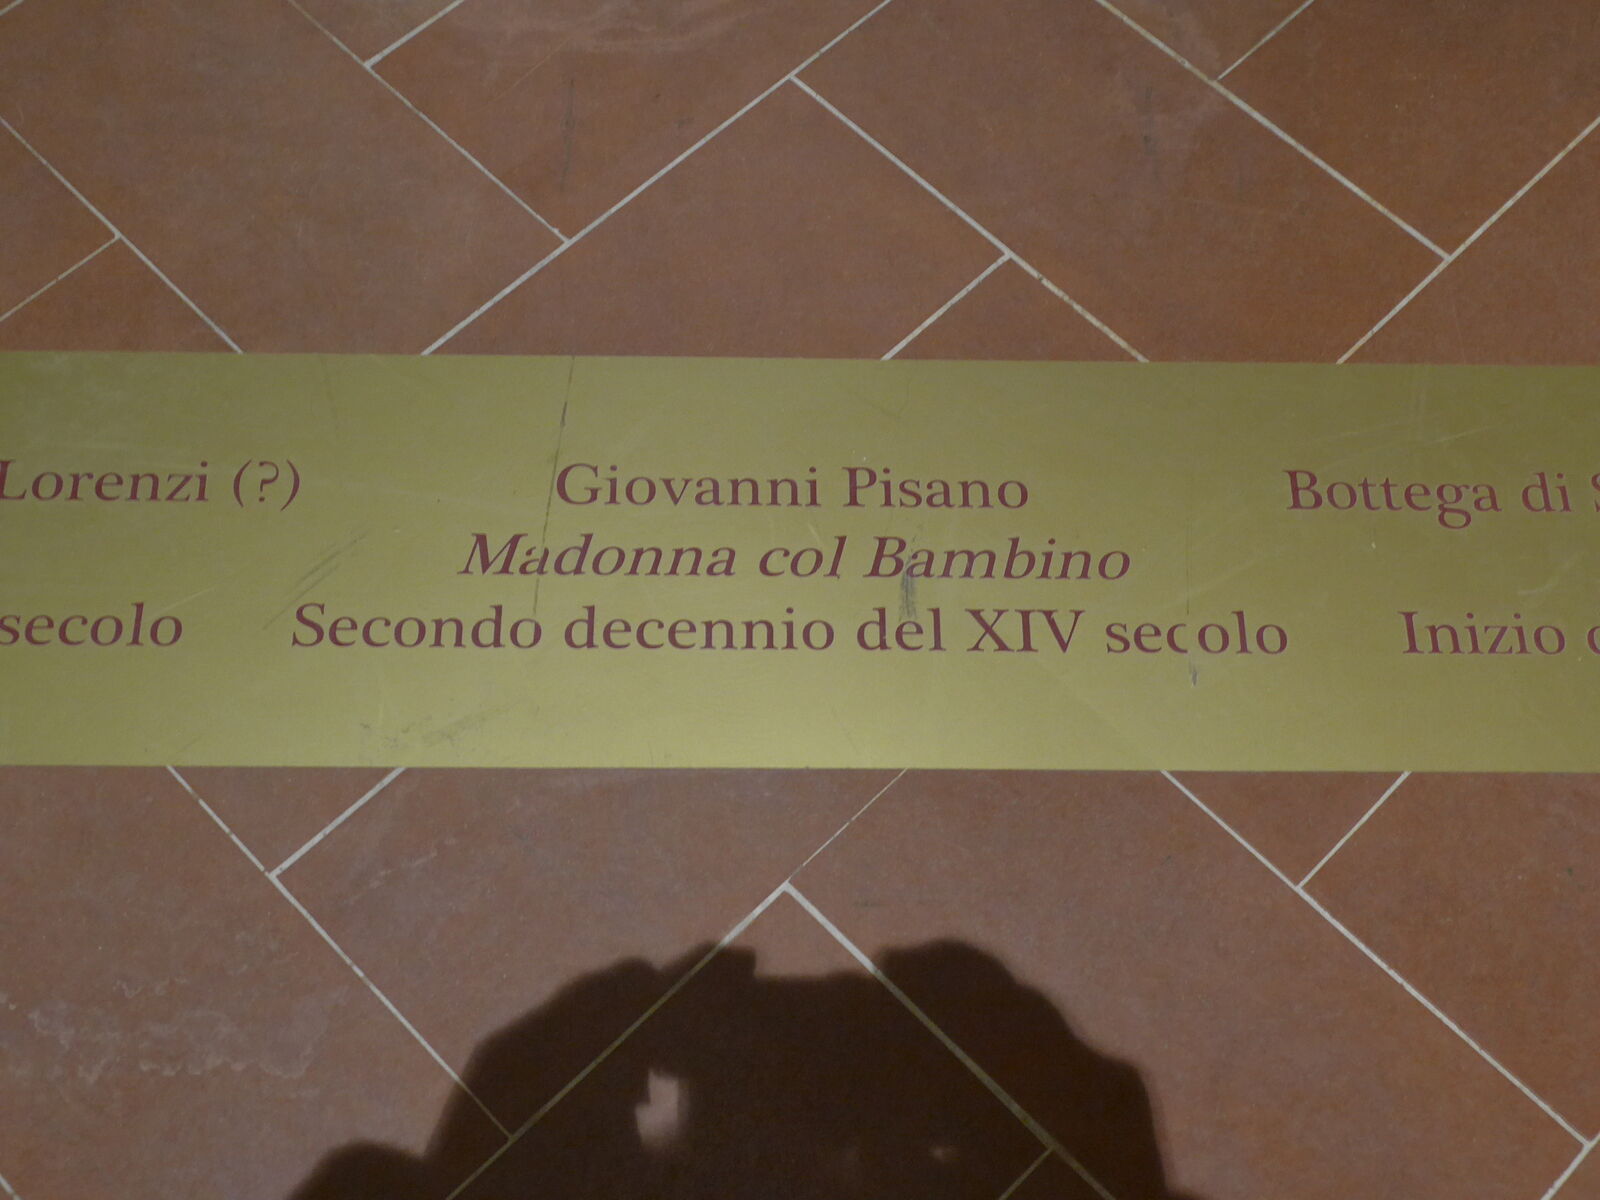 Lorenzi (?)
secolo
Giovanni Pisano
Madonna col Bambino
Secondo decennio del XIV secolo
Bottega di
Inizio